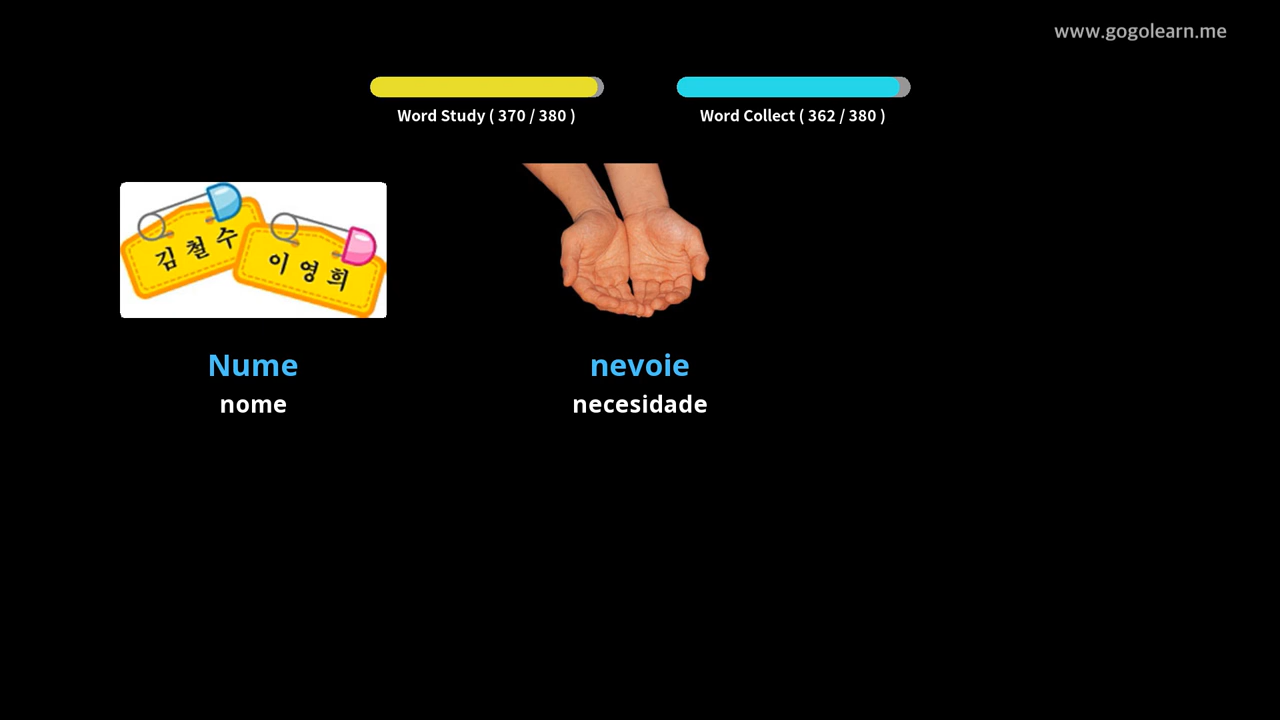 www.gogolearn.me
Word Study ( 370 / 380 )
Word Collect ( 362 / 380 )
김철수
이영희
Nume
nome
nevoie
necesidade